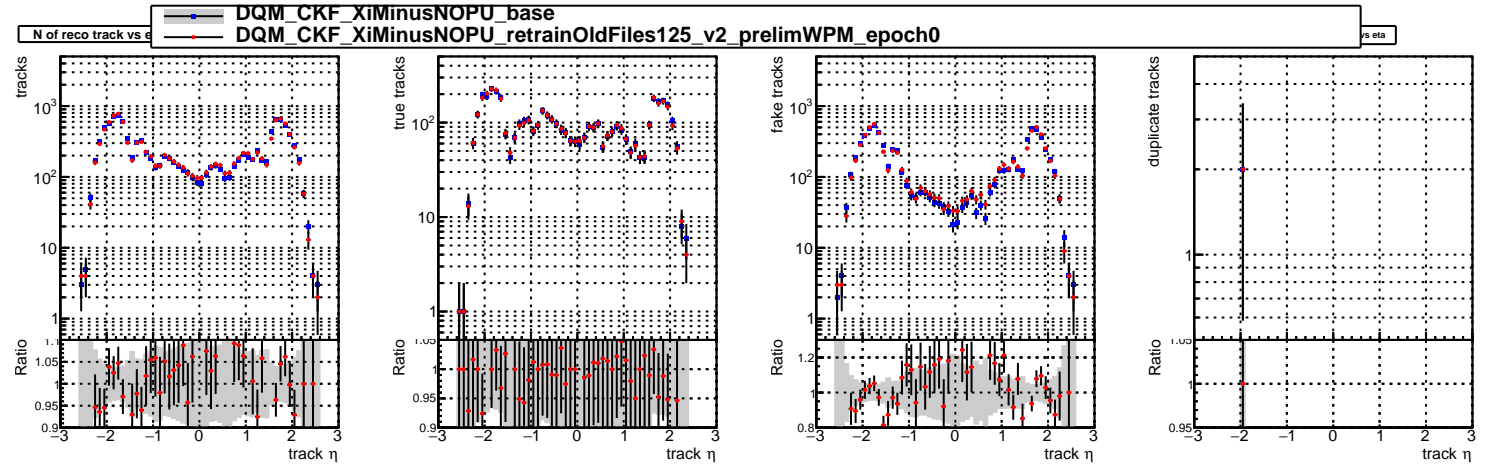 DQM_CKF_XiMinusNOPU_base
DQM_CKF_XiMinusNOPU_retrainOldFiles125_v2_prelimWPM_epoch0
N of reco track vs e
vs eta
tracks
10³
10²
10
1
Ratio
1.1
1.05
1
0.95
0.9
−3 −2 −1 0 1 2 3
track η
true tracks
10²
10
1
Ratio
1.05
1
0.95
0.9
−3 −2 −1 0 1 2 3
track η
fake tracks
10³
10²
10
1
Ratio
1.2
1
0.8
−3 −2 −1 0 1 2 3
track η
duplicate tracks
1
Ratio
1.05
1
0.95
−3 −2 −1 0 1 2 3
track η